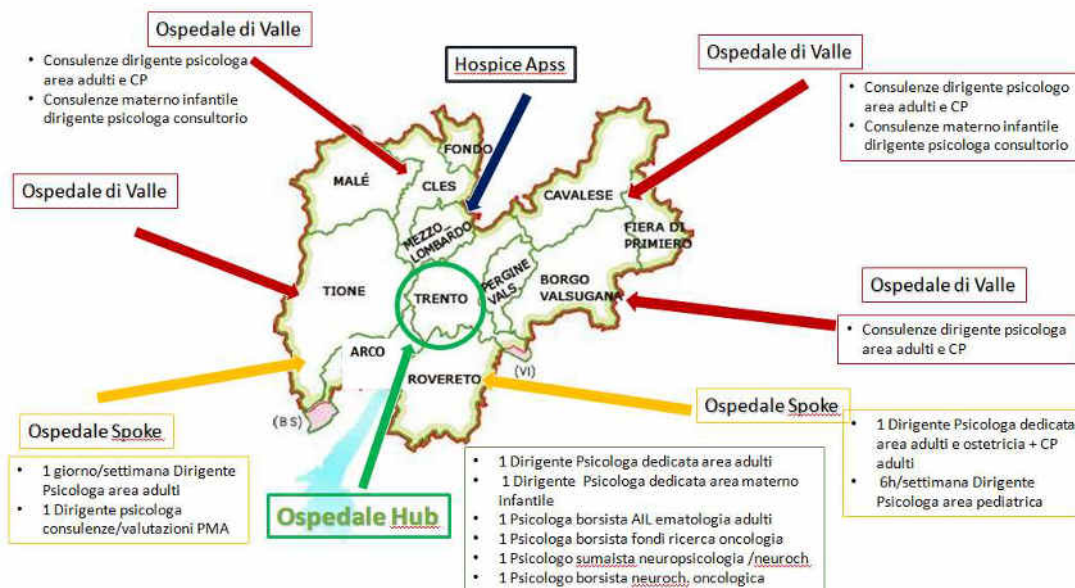 Ospedale di Valle
• Consulenze dirigente psicologa
area adulti e CP
• Consulenze materno infantile
dirigente psicologa consultorio
Hospice Apss
Ospedale di Valle
• Consulenze dirigente psicologo
area adulti e CP
• Consulenze materno infantile
dirigente psicologa consultorio
Ospedale di Valle
FONDO
MALÉ
CLES
CAVALESE
MEZZO_
LOMBARDO
FIERA DI
PRIMIERO
TIONE
TRENTO
PERGINE
VALS
BORGO
VALSUGANA
ARCO
ROVERETO
(VI)
(BS)
Ospedale di Valle
• Consulenze dirigente psicologa
area adulti e CP
Ospedale Spoke
• 1 giorno/settimana Dirigente
Psicologa area adulti
• 1 Dirigente psicologa
consulenze/valutazioni PMA
Ospedale Hub
• 1 Dirigente Psicologa dedicata area adulti
• 1 Dirigente Psicologa dedicata area materno
infantile
• 1 Psicologa borsista AIL ematologia adulti
• 1 Psicologa borsista fondi ricerca oncologia
• 1 Psicologo sumaista neuropsicologia /neuroch
• 1 Psicologo borsista neuroch. oncologica
Ospedale Spoke
• 1 Dirigente Psicologa dedicata
area adulti e ostetricia + CP
adulti
• 6h/settimana Dirigente
Psicologa area pediatrica